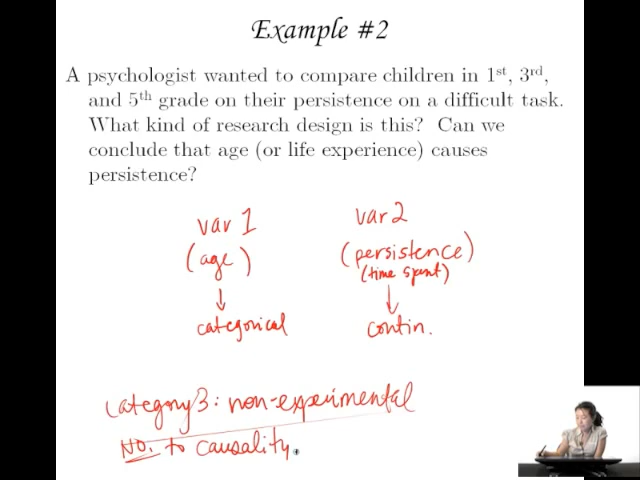 Example #2
A psychologist wanted to compare children in 1st, 3rd,
and 5th grade on their persistence on a difficult task.
What kind of research design is this? Can we
conclude that age (or life experience) causes
persistence?
var 1 var 2
(age) (persistence)
(time spent)
categorical contin.
Category 3: non-experimental
No. to causality.